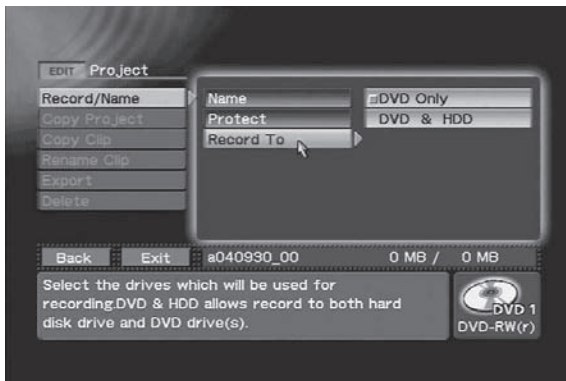 EDIT Project
Record/Name
Copy Project
Copy Clip
Rename Clip
Export
Delete
Name
Protect
Record To
DVD Only
DVD & HDD
Back Exit a040930_00 0 MB / 0 MB
Select the drives which will be used for
recording.DVD & HDD allows record to both hard
disk drive and DVD drive(s).
DVD 1
DVD-RW(r)